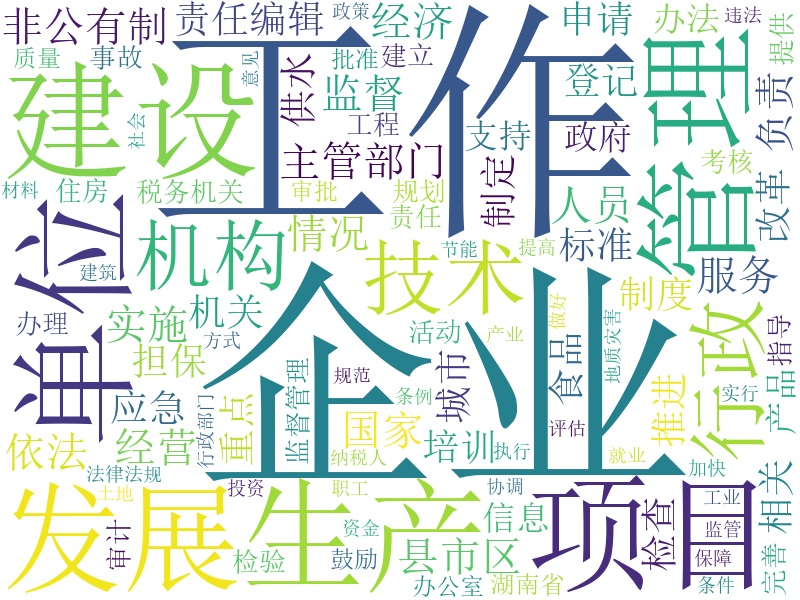 非公有制
责任编辑
政策
经济
申请
办法
违法
提供
质量
事故
工作
意见
批准
建立
登记
理
建设
供水
监督
工程
支持
政府
负责
社会
主管部门
制定
考核
材料
住房
税务机关
审批
规划
责任
人员
管理
改革
单位
机构
情况
技术
节能
提高
标准
建筑
服务
办理
实施
机关
企业
制度
行政
方式
活动
产业
做好
地质灾害
指导
担保
城市
食品
产品
规范
条例
推进
实行
应急
重点
监督管理
国家
评估
依法
经营
行政部门
纳税人
培训
执行
就业
法律法规
投资
职工
协调
加快
相关
土地
发展
生产
项目
信息
检查
工业
审计
资金
监管
检验
鼓励
县市区
保障
完善
办公室
湖南省
条件